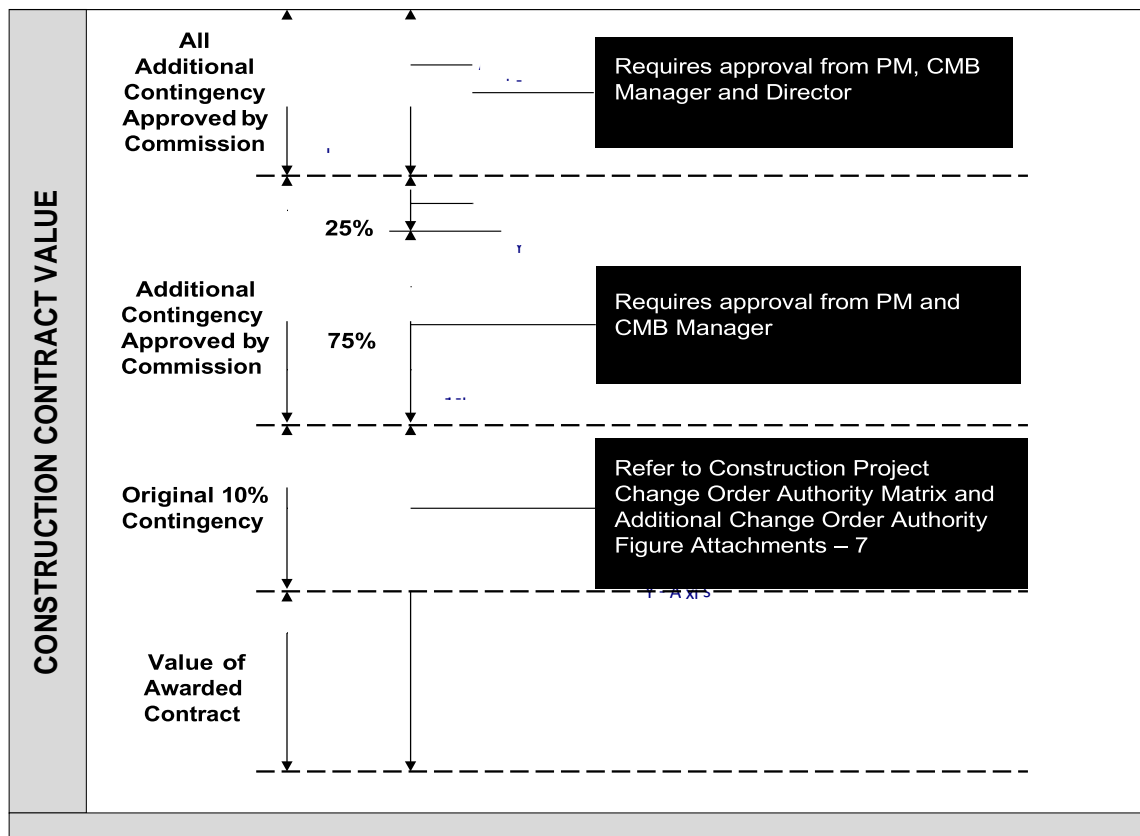 CONSTRUCTION CONTRACT VALUE
All
Additional
Contingency
Approved by
Commission
Requires approval from PM, CMB
Manager and Director
25%
Additional
Contingency
Approved by
Commission
75%
Requires approval from PM and
CMB Manager
Original 10%
Contingency
Refer to Construction Project
Change Order Authority Matrix and
Additional Change Order Authority
Figure Attachments – 7
Value of
Awarded
Contract